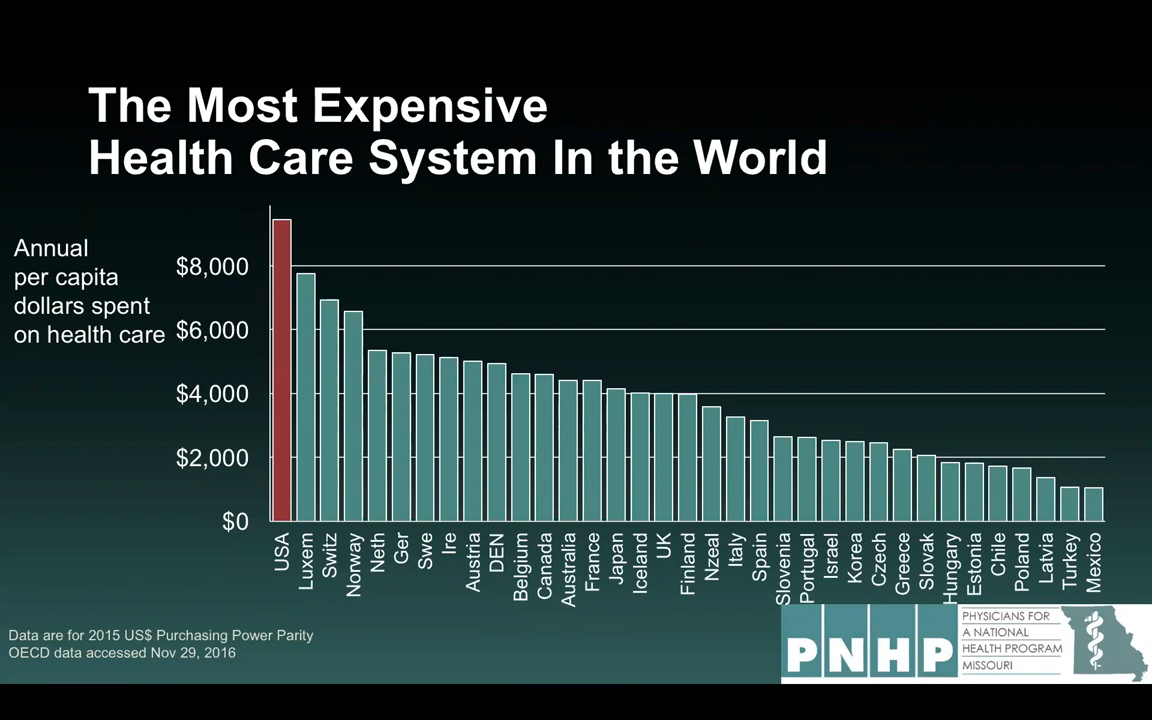 The Most Expensive
Health Care System In the World
Annual
per capita
dollars spent
on health care
$8,000
$6,000
$4,000
$2,000
$0
USA
Luxem
Switz
Norway
Neth
Ger
Swe
Ire
Austria
DEN
Belgium
Canada
Australia
France
Japan
Iceland
UK
Finland
Nzeal
Italy
Spain
Slovenia
Portugal
Israel
Korea
Czech
Greece
Slovak
Hungary
Estonia
Chile
Poland
Latvia
Turkey
Mexico
Data are for 2015 US$ Purchasing Power Parity
OECD data accessed Nov 29, 2016
PNHP
PHYSICIANS FOR
A NATIONAL
HEALTH PROGRAM
MISSOURI